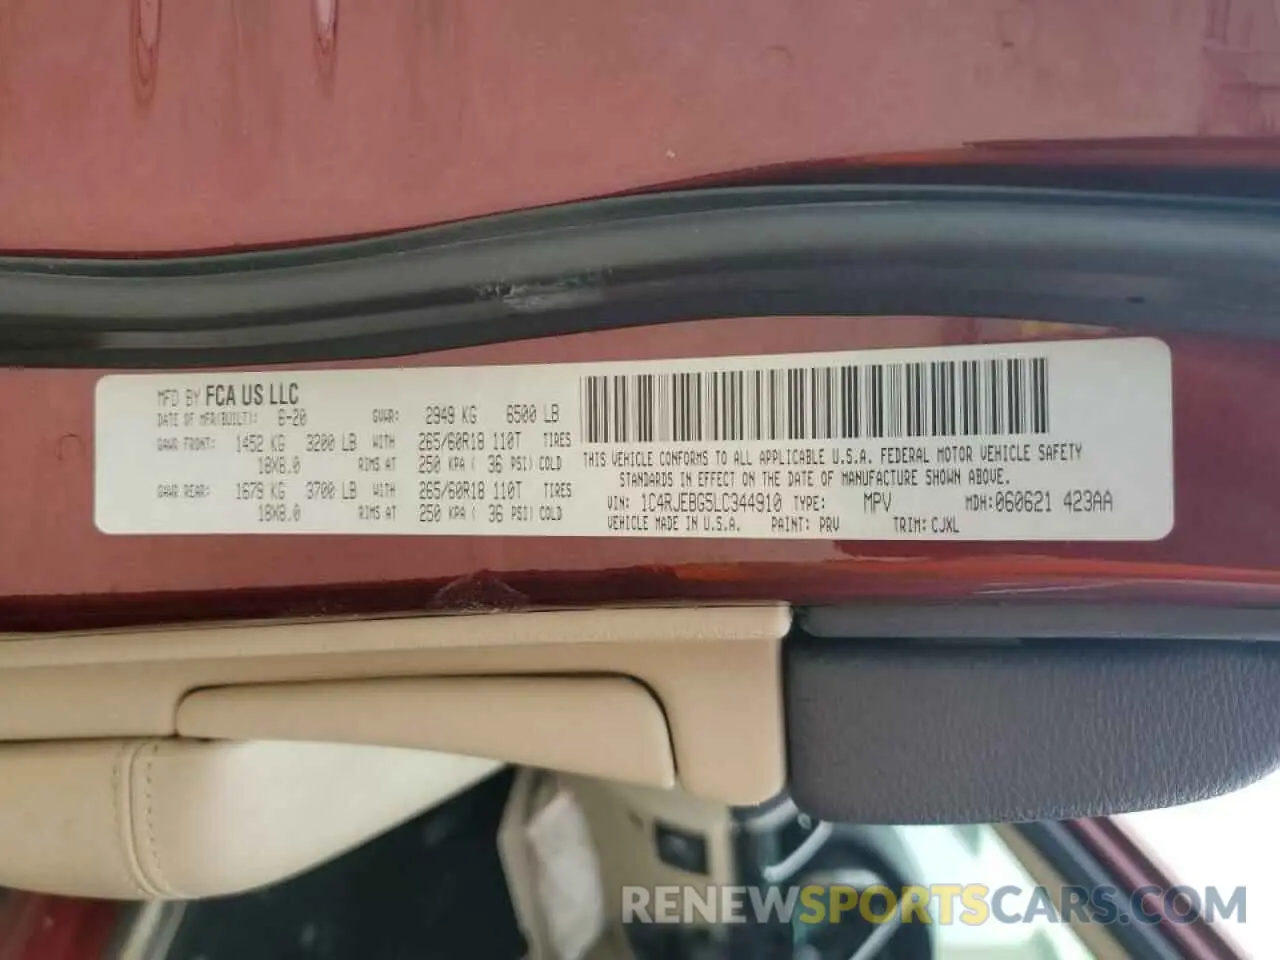 MFD BY FCA US LLC
DATE OF MFR(BUILT): 6-20 GVWR: 2949 KG 6500 LB
GAWR FRONT: 1452 KG 3200 LB WITH 265/60R18 110T TIRES
18X8.0 RIMS AT 250 KPA ( 36 PSI) COLD
GAWR REAR: 1679 KG 3700 LB WITH 265/60R18 110T TIRES
18X8.0 RIMS AT 250 KPA ( 36 PSI) COLD
THIS VEHICLE CONFORMS TO ALL APPLICABLE U.S.A. FEDERAL MOTOR VEHICLE SAFETY
STANDARDS IN EFFECT ON THE DATE OF MANUFACTURE SHOWN ABOVE.
VIN: 1C4RJEBG5LC344910 TYPE: MPV MDH:060621 423AA
VEHICLE MADE IN U.S.A. PAINT: PRV TRIM: CJXL
RENEWSPORTSCARS.COM